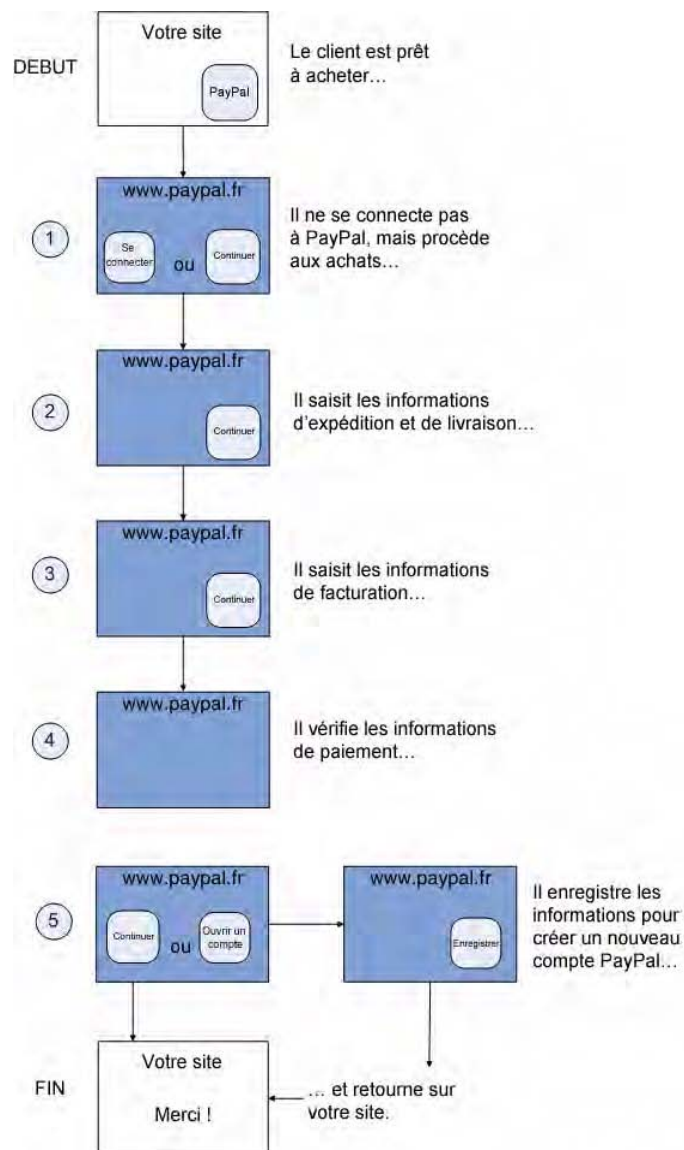 Votre site
DEBUT
PayPal
Le client est prêt
à acheter…
www.paypal.fr
1
Se
connecter
ou
Continuer
Il ne se connecte pas
à PayPal, mais procède
aux achats…
www.paypal.fr
2
Continuer
Il saisit les informations
d'expédition et de livraison…
www.paypal.fr
3
Continuer
Il saisit les informations
de facturation…
www.paypal.fr
4
Il vérifie les informations
de paiement…
www.paypal.fr
5
Continuer
ou
Ouvrir un
compte
www.paypal.fr
Enregistrer
Il enregistre les
informations pour
créer un nouveau
compte PayPal…
FIN
Votre site
Merci !
… et retourne sur
votre site.